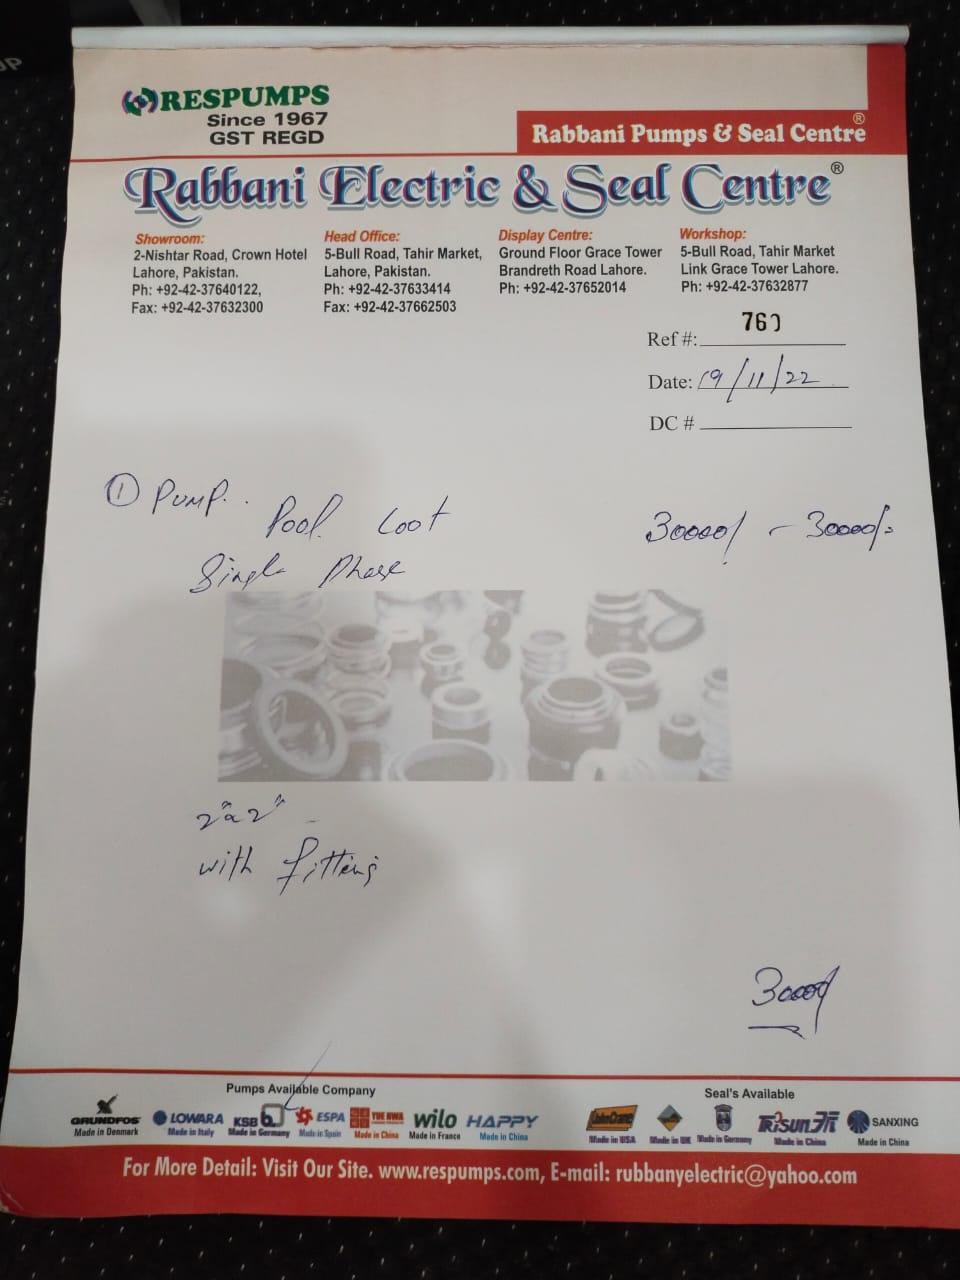 RESPUMPS
Since 1967
GST REGD
Rabbani Pumps & Seal Centre®
Rabbani Electric & Seal Centre®
Showroom:
2-Nishtar Road, Crown Hotel
Lahore, Pakistan.
Ph: +92-42-37640122,
Fax: +92-42-37632300
Head Office:
5-Bull Road, Tahir Market,
Lahore, Pakistan.
Ph: +92-42-37633414
Fax: +92-42-37662503
Display Centre:
Ground Floor Grace Tower
Brandreth Road Lahore.
Ph: +92-42-37652014
Workshop:
5-Bull Road, Tahir Market
Link Grace Tower Lahore.
Ph: +92-42-37632877
Ref #:
Date: 19/11/22
DC #
① Pump.
Pool 30000/ - 30000/-
Single Phase
2"x2"
with fitting
30000/
Pumps Available Company
GRUNDFOS
Made in Denmark
LOWARA
Made in Italy
KSB
Made in Germany
ESPA
Made in Spain
Made in China
wilo
Made in France
HAPPY
Made in China
Seal's Available
John Crane
Made in USA
Made in UK
Made in Germany
TRiSUN
Made in China
SANXING
Made in China
For More Detail: Visit Our Site. www.respumps.com, E-mail: rubbanyelectric@yahoo.com